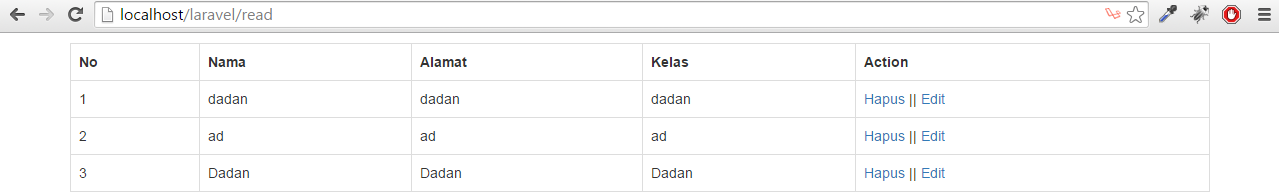 localhost/laravel/read
No Nama Alamat Kelas Action
1 dadan dadan dadan Hapus || Edit
2 ad ad ad Hapus || Edit
3 Dadan Dadan Dadan Hapus || Edit